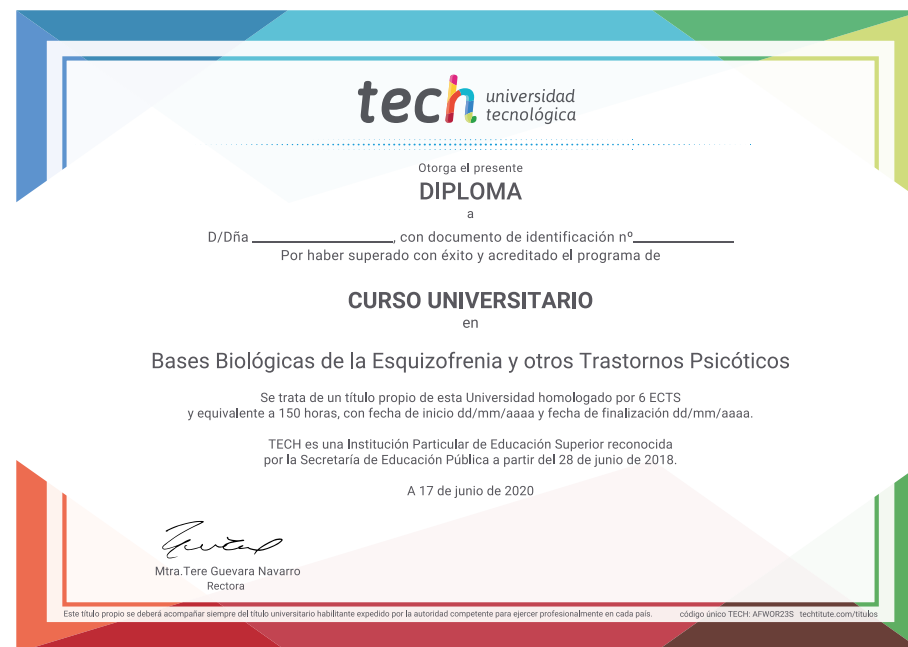 tech universidad
tecnológica
Otorga el presente
DIPLOMA
a
D/Dña ______________, con documento de identificación nº__________
Por haber superado con éxito y acreditado el programa de
CURSO UNIVERSITARIO
en
Bases Biológicas de la Esquizofrenia y otros Trastornos Psicóticos
Se trata de un título propio de esta Universidad homologado por 6 ECTS
y equivalente a 150 horas, con fecha de inicio dd/mm/aaaa y fecha de finalización dd/mm/aaaa.
TECH es una Institución Particular de Educación Superior reconocida
por la Secretaría de Educación Pública a partir del 28 de junio de 2018.
A 17 de junio de 2020
Mtra.Tere Guevara Navarro
Rectora
Este título propio se deberá acompañar siempre del título universitario habilitante expedido por la autoridad competente para ejercer profesionalmente en cada país. código único TECH: AFWOR23S techtitute.com/titulos